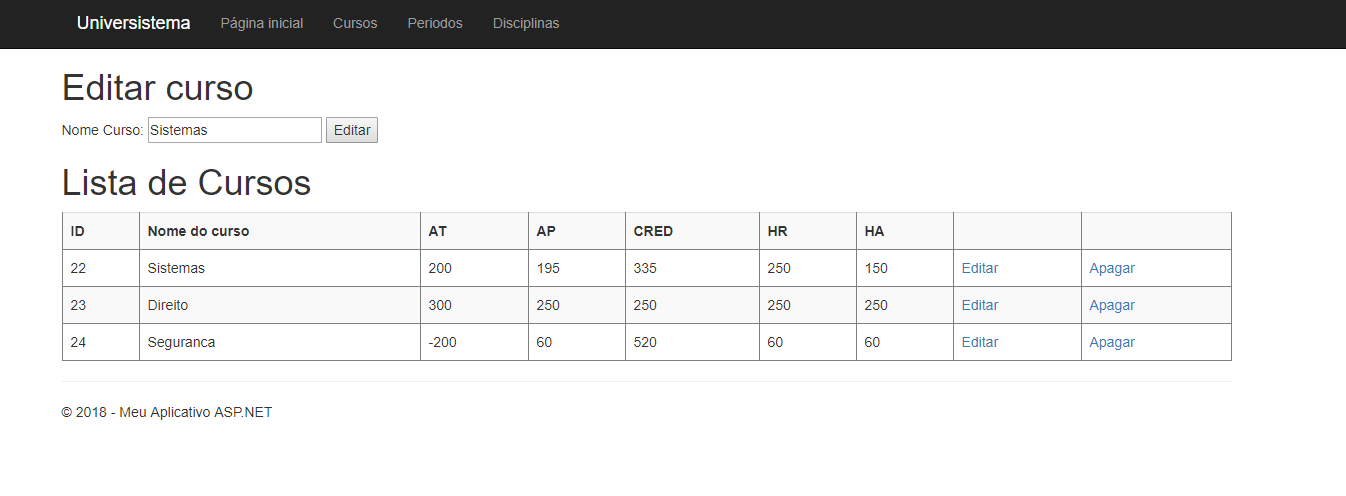 Universistema Página inicial Cursos Periodos Disciplinas
Editar curso
Nome Curso: Sistemas Editar
Lista de Cursos
ID Nome do curso AT AP CRED HR HA
22 Sistemas 200 195 335 250 150 Editar Apagar
23 Direito 300 250 250 250 250 Editar Apagar
24 Seguranca -200 60 520 60 60 Editar Apagar
© 2018 - Meu Aplicativo ASP.NET